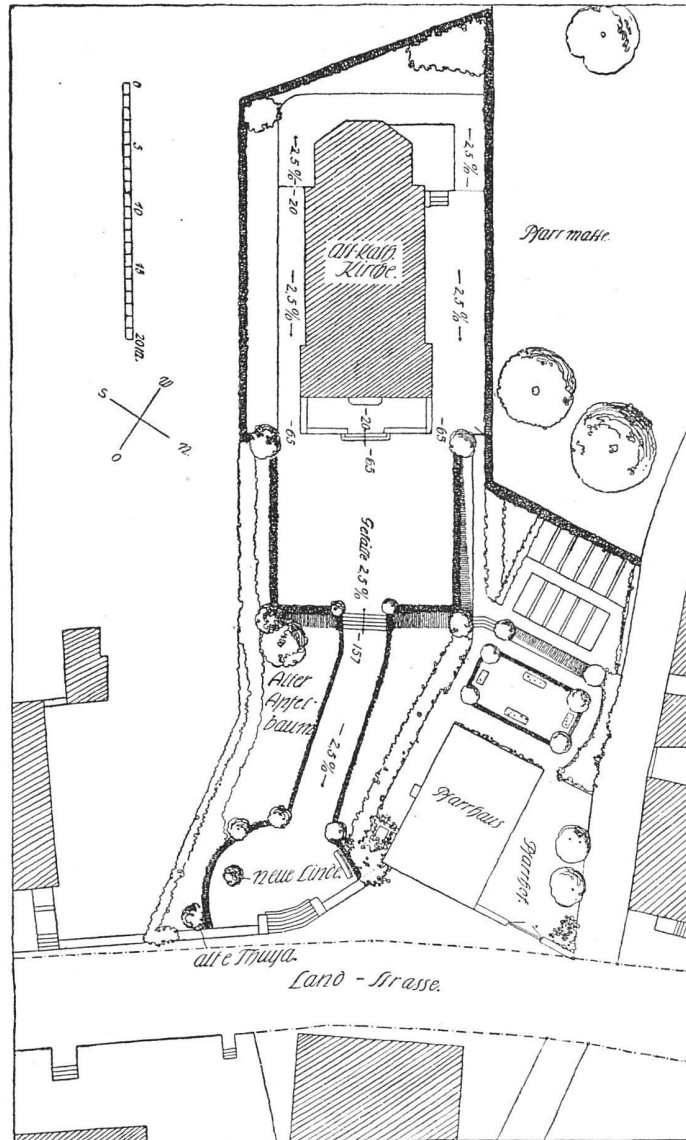 0
5
10
15
20m.
S
W
O
N.
←2.5%-20
-2.5%→
Alt-kath.
Kirche.
←2.5%→
-2.5%→
Pfarrmatte.
-65
-20
-65
-65
Gefälle 2.5%
-157
Alter
Apfel-
baum
-2.5%→
Pfarrhaus
Pfarrhof.
neue Linde.
alte Thuya.
Land-Strasse.